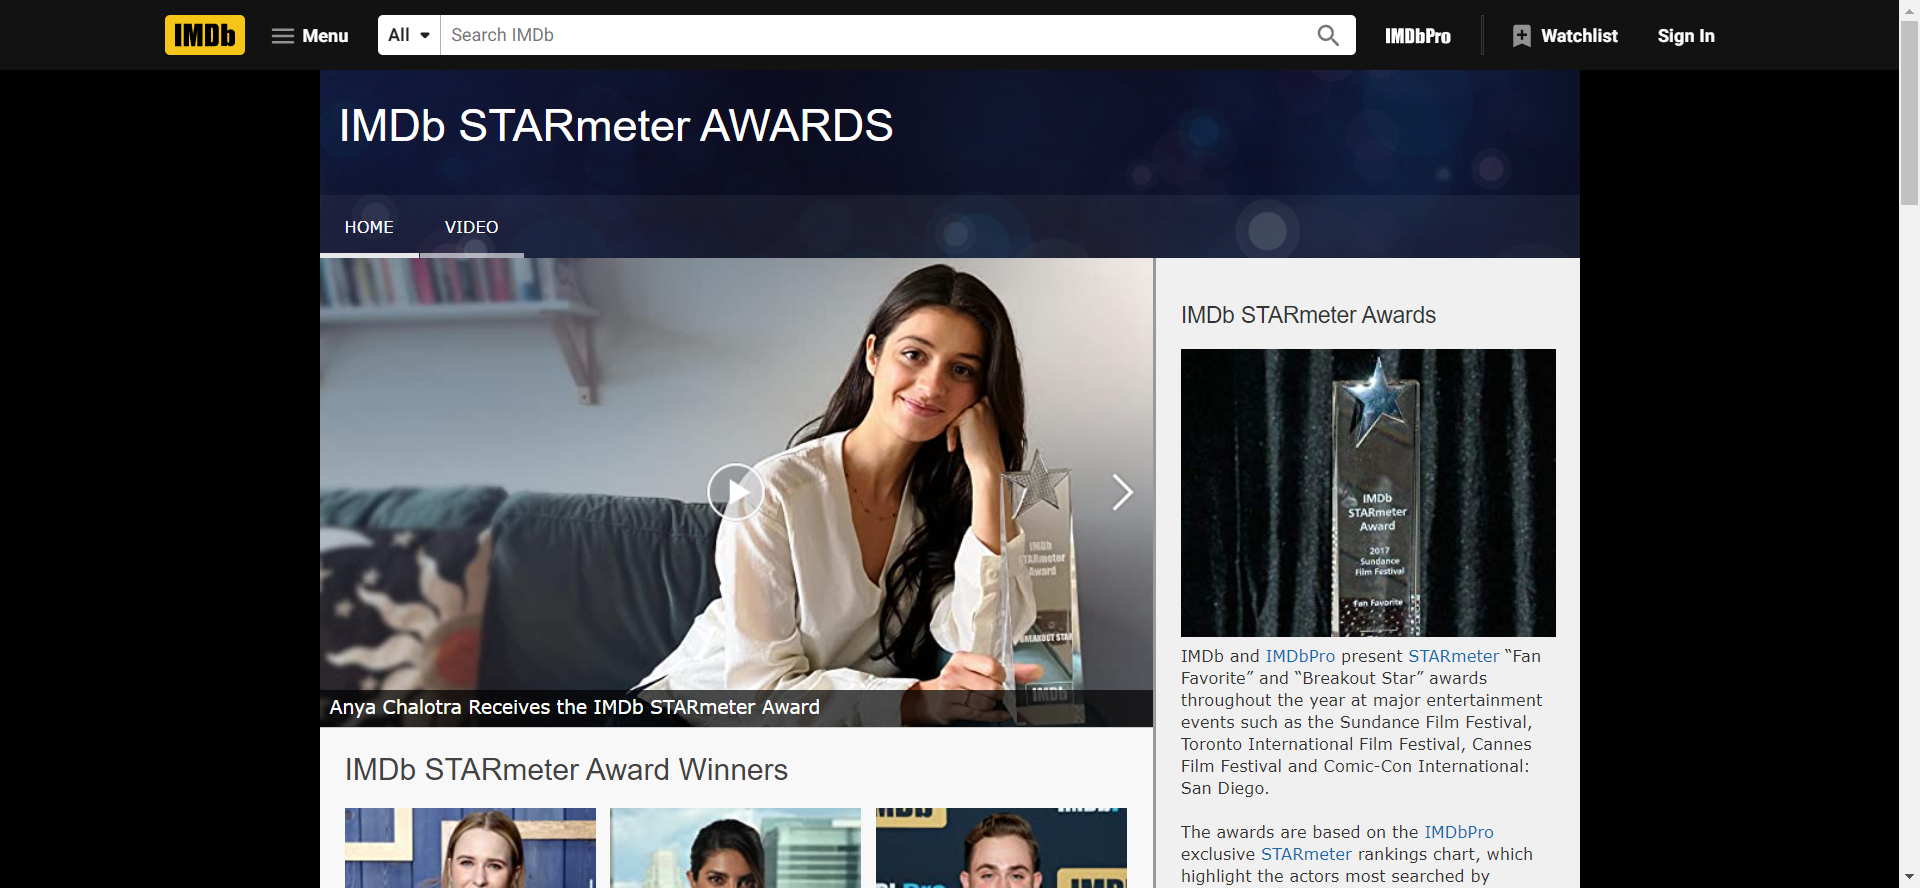 IMDb
Menu
All
Search IMDb
IMDbPro
Watchlist
Sign In
IMDb STARmeter AWARDS
HOME
VIDEO
IMDb
STARmeter
Award
BREAKOUT STAR
IMDb
Anya Chalotra Receives the IMDb STARmeter Award
IMDb STARmeter Award Winners
IMDb STARmeter Awards
IMDb
STARmeter
Award
2017
Sundance
Film Festival
Fan Favorite
IMDb and IMDbPro present STARmeter “Fan
Favorite” and “Breakout Star” awards
throughout the year at major entertainment
events such as the Sundance Film Festival,
Toronto International Film Festival, Cannes
Film Festival and Comic-Con International:
San Diego.
The awards are based on the IMDbPro
exclusive STARmeter rankings chart, which
highlight the actors most searched by